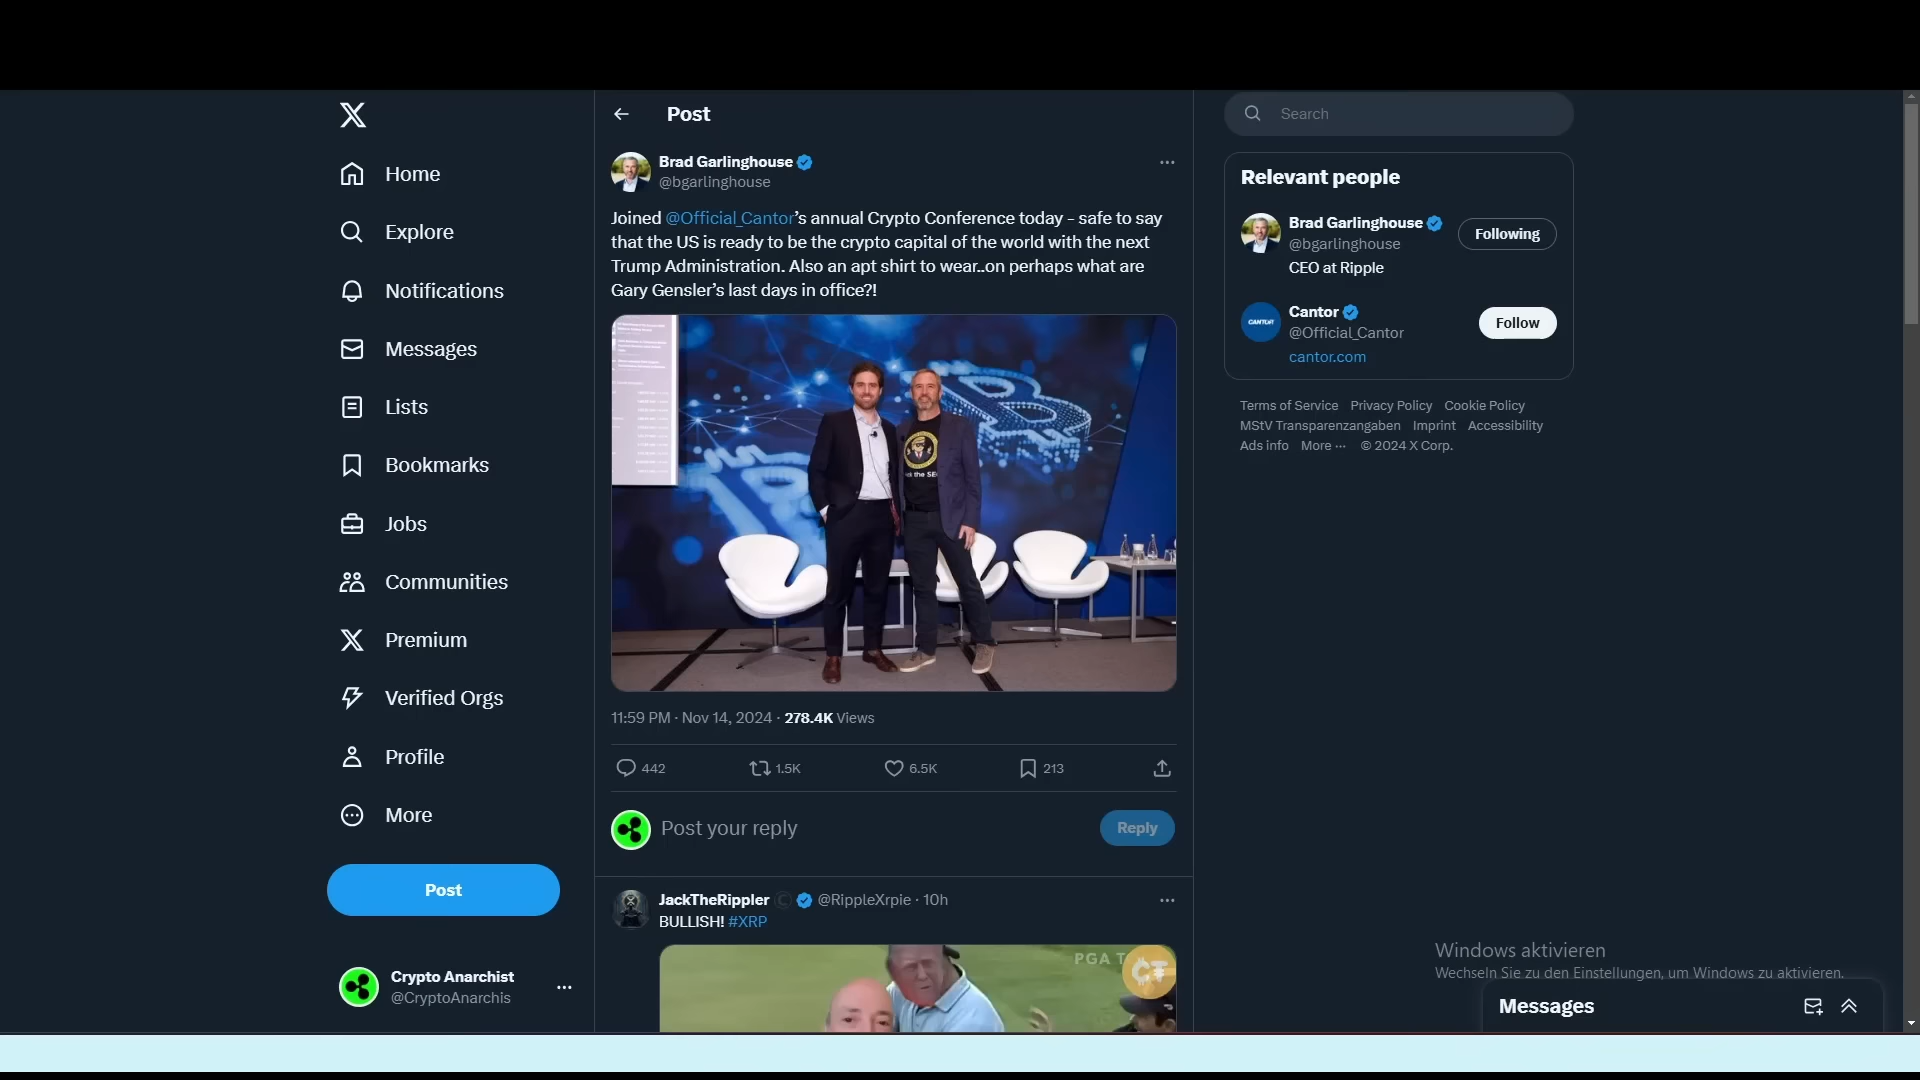 Post
Search
Home
Explore
Notifications
Messages
Lists
Bookmarks
Jobs
Communities
Premium
Verified Orgs
Profile
More
Post
Crypto Anarchist
@CryptoAnarchis
Brad Garlinghouse
@bgarlinghouse
Joined @Official_Cantor’s annual Crypto Conference today - safe to say
that the US is ready to be the crypto capital of the world with the next
Trump Administration. Also an apt shirt to wear..on perhaps what are
Gary Gensler’s last days in office?!
the SE
11:59 PM · Nov 14, 2024 · 278.4K Views
442 1.5K 6.5K 213
Post your reply
Reply
JackTheRippler @RippleXrpie · 10h
BULLISH! #XRP
PGA T
Relevant people
Brad Garlinghouse
@bgarlinghouse
Following
CEO at Ripple
CANTOR
Cantor
@Official_Cantor
Follow
cantor.com
Terms of Service Privacy Policy Cookie Policy
MStV Transparenzangaben Imprint Accessibility
Ads info More ··· © 2024 X Corp.
Windows aktivieren
Wechseln Sie zu den Einstellungen, um Windows zu aktivieren.
Messages